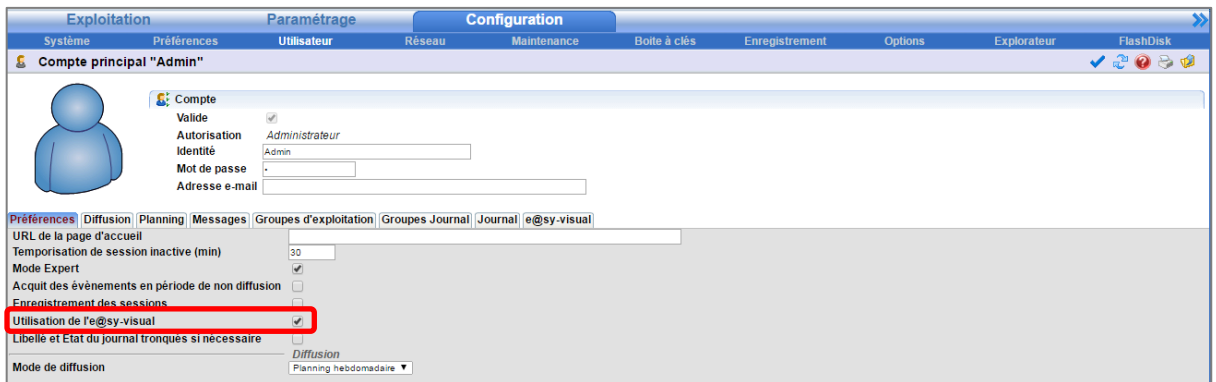 Exploitation Paramétrage Configuration
Système Préférences Utilisateur Réseau Maintenance Boite à clés Enregistrement Options Explorateur FlashDisk
Compte principal "Admin"
Compte
Valide
Autorisation Administrateur
Identité Admin
Mot de passe
Adresse e-mail
Préférences Diffusion Planning Messages Groupes d'exploitation Groupes Journal Journal e@sy-visual
URL de la page d'accueil
Temporisation de session inactive (min) 30
Mode Expert
Acquit des évènements en période de non diffusion
Enregistrement des sessions
Utilisation de l'e@sy-visual
Libellé et Etat du journal tronqués si nécessaire
Diffusion
Mode de diffusion Planning hebdomadaire